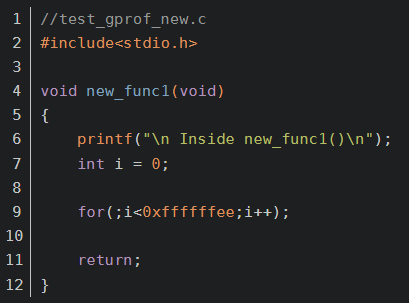 1 //test_gprof_new.c
2 #include<stdio.h>
3
4 void new_func1(void)
5 {
6     printf("\n Inside new_func1()\n");
7     int i = 0;
8
9     for(;i<0xffffffee;i++);
10
11     return;
12 }